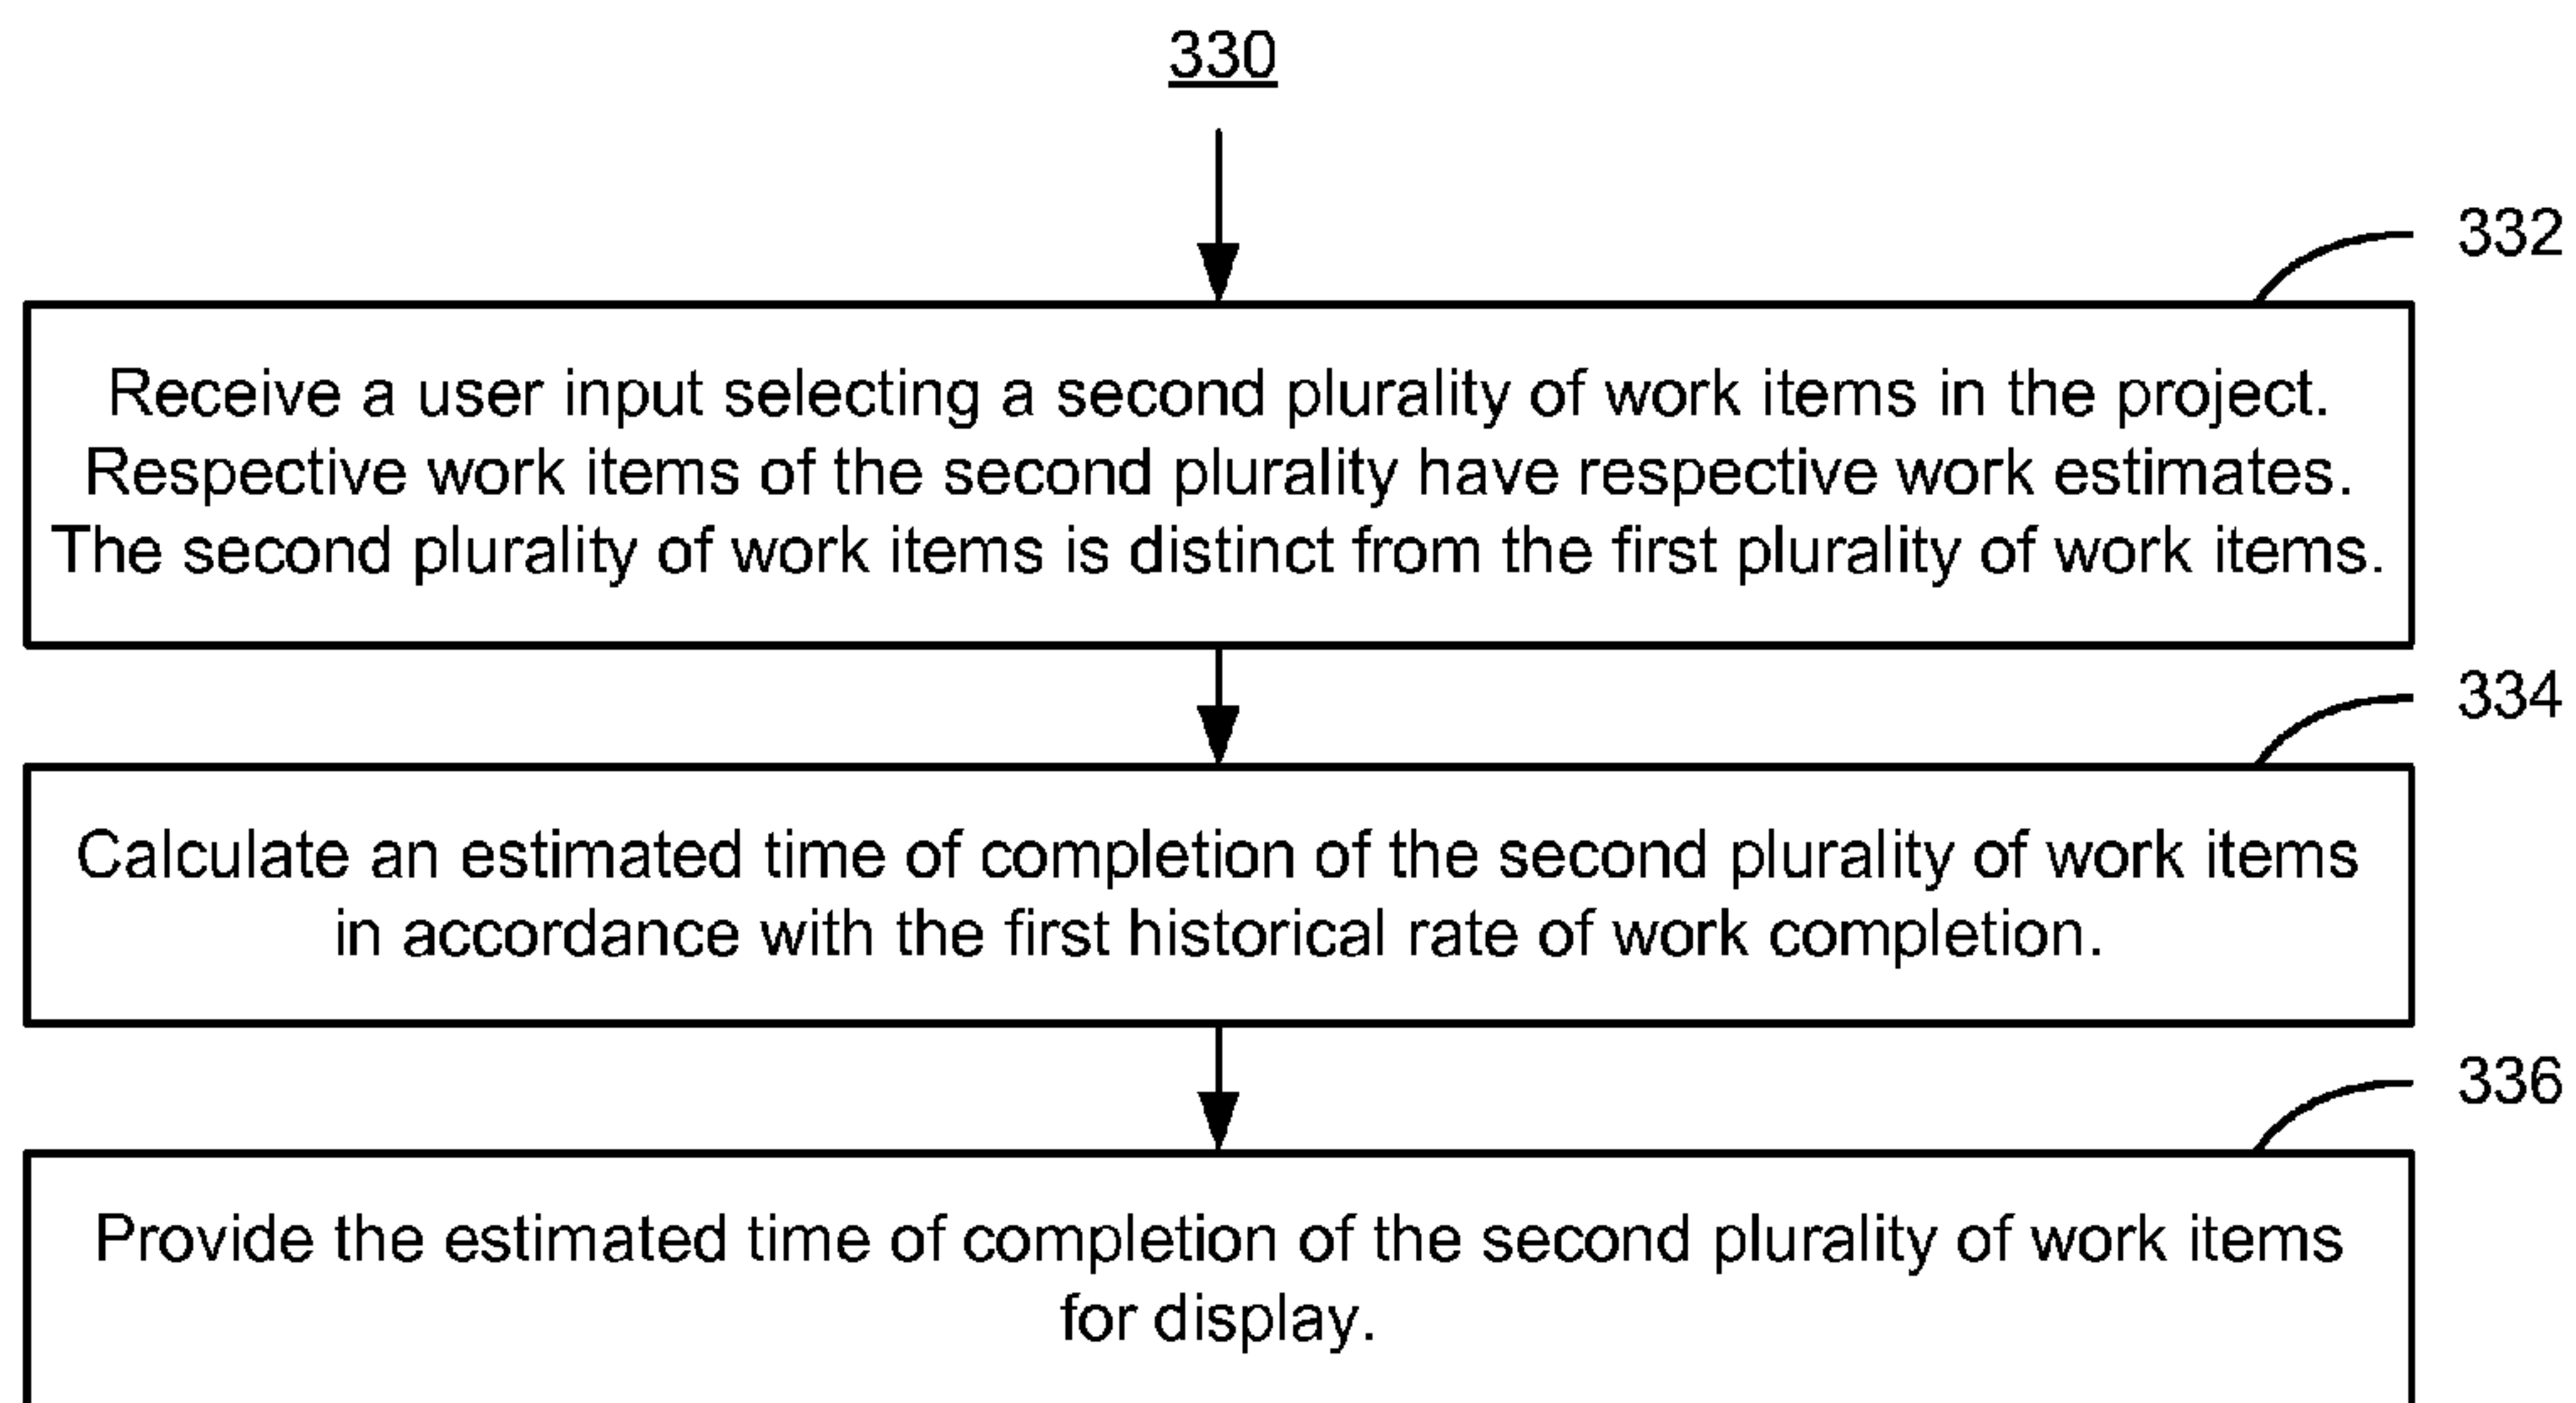 330
332
Receive a user input selecting a second plurality of work items in the project.
Respective work items of the second plurality have respective work estimates.
The second plurality of work items is distinct from the first plurality of work items.
334
Calculate an estimated time of completion of the second plurality of work items
in accordance with the first historical rate of work completion.
336
Provide the estimated time of completion of the second plurality of work items
for display.